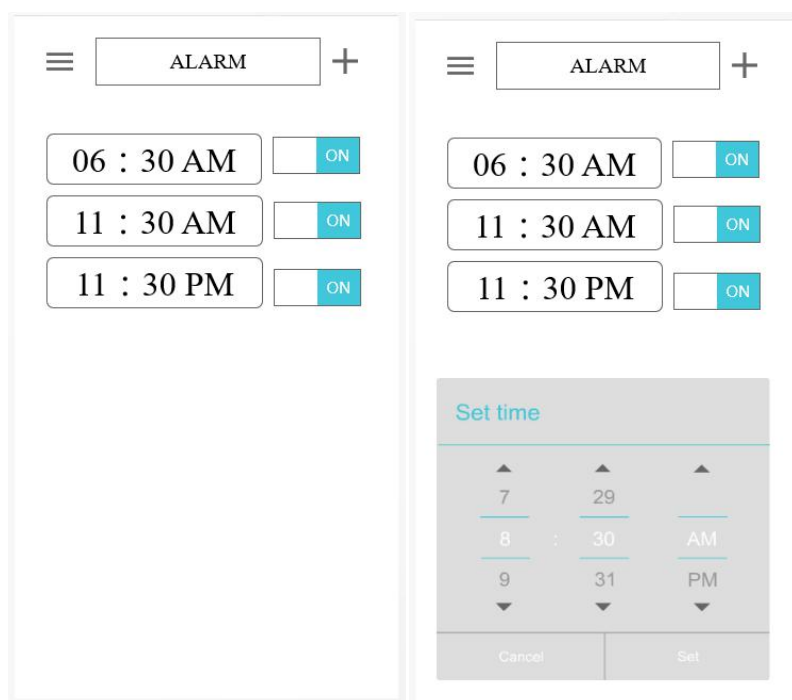 ALARM
06 : 30 AM ON
11 : 30 AM ON
11 : 30 PM ON
ALARM
06 : 30 AM ON
11 : 30 AM ON
11 : 30 PM ON
Set time
7 29
8 : 30 AM
9 31 PM
Cancel Set